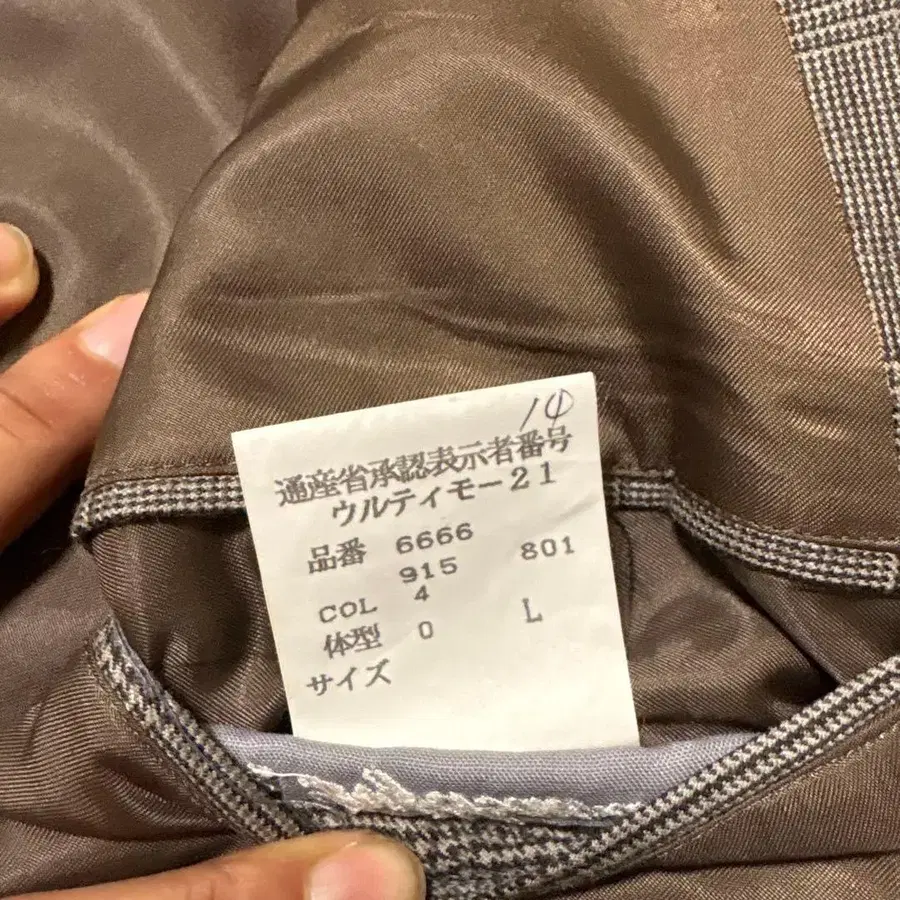 14
通産省承認表示者番号
ウルティモー21
品番 6666 801
915
COL 4
体型 0 L
サイズ